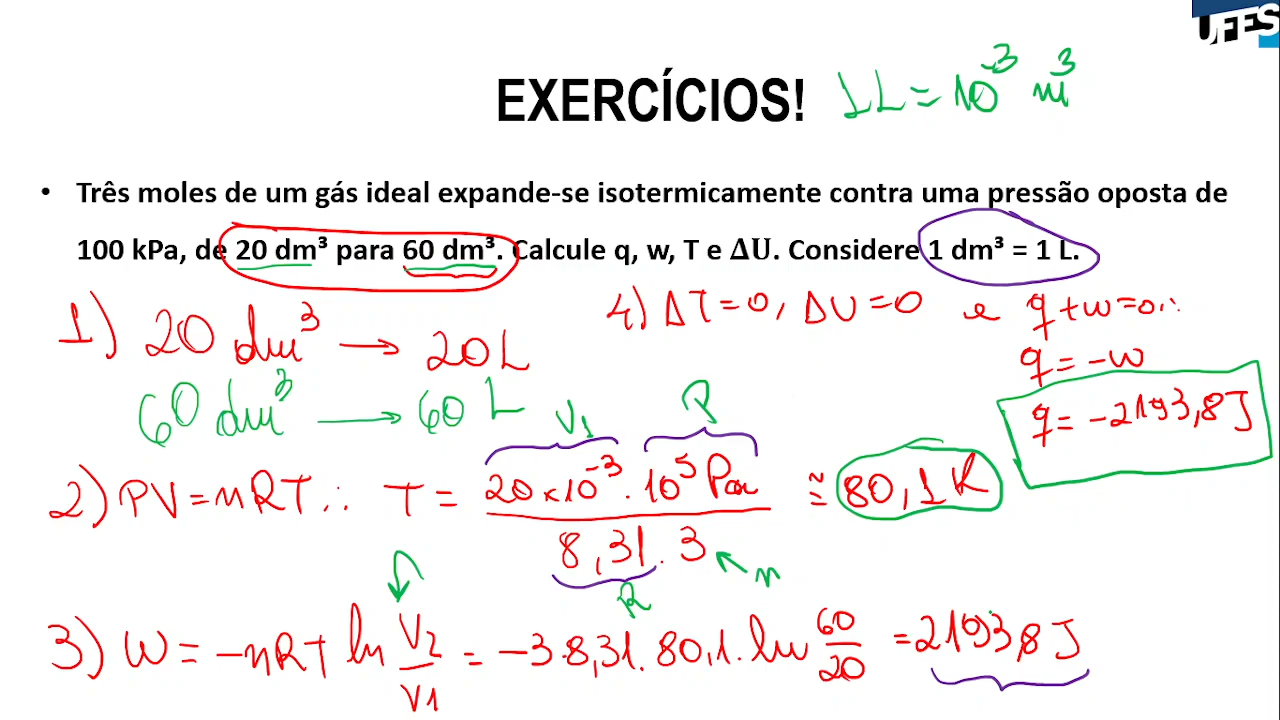 UFES
EXERCÍCIOS! 1L = 10⁻³ m³
• Três moles de um gás ideal expande-se isotermicamente contra uma pressão oposta de
100 kPa, de 20 dm³ para 60 dm³. Calcule q, w, T e ΔU. Considere 1 dm³ = 1 L.
1) 20 dm³ → 20 L
60 dm³ → 60 L
4) ΔT = 0, ΔU = 0 e q + w = 0 ∴
q = -w
q = -2193,8 J
V1 P
2) PV = nRT ∴ T = 20 x 10⁻³ . 10⁵ Pa / 8,31 . 3 ≅ 80,1 K
R n
3) W = -nRT ln V2/V1 = -3.8,31.80,1. ln 60/20 = 2193,8 J